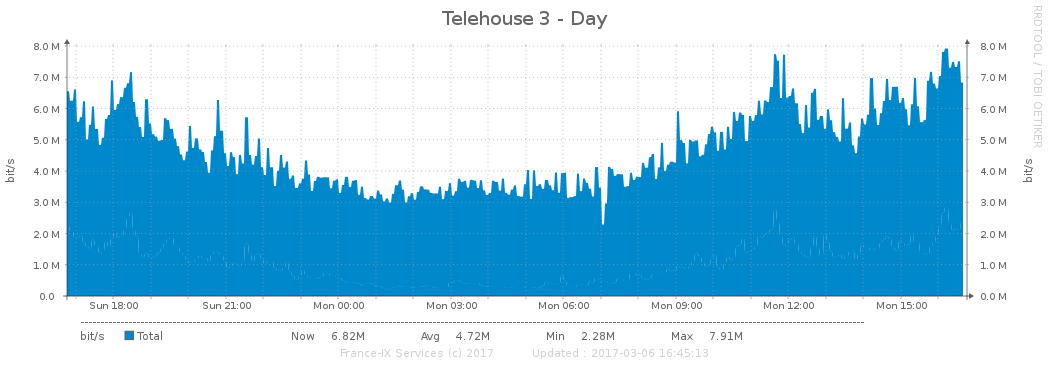 Telehouse 3 - Day
RRDTOOL / TOBI OETIKER
8.0 M 8.0 M
7.0 M 7.0 M
6.0 M 6.0 M
5.0 M 5.0 M
4.0 M 4.0 M
3.0 M 3.0 M
2.0 M 2.0 M
1.0 M 1.0 M
0.0 0.0 M
bit/s
bit/s
Sun 18:00 Sun 21:00 Mon 00:00 Mon 03:00 Mon 06:00 Mon 09:00 Mon 12:00 Mon 15:00
bit/s Total Now 6.82M Avg 4.72M Min 2.28M Max 7.91M
France-IX Services (c) 2017 Updated : 2017-03-06 16:45:13